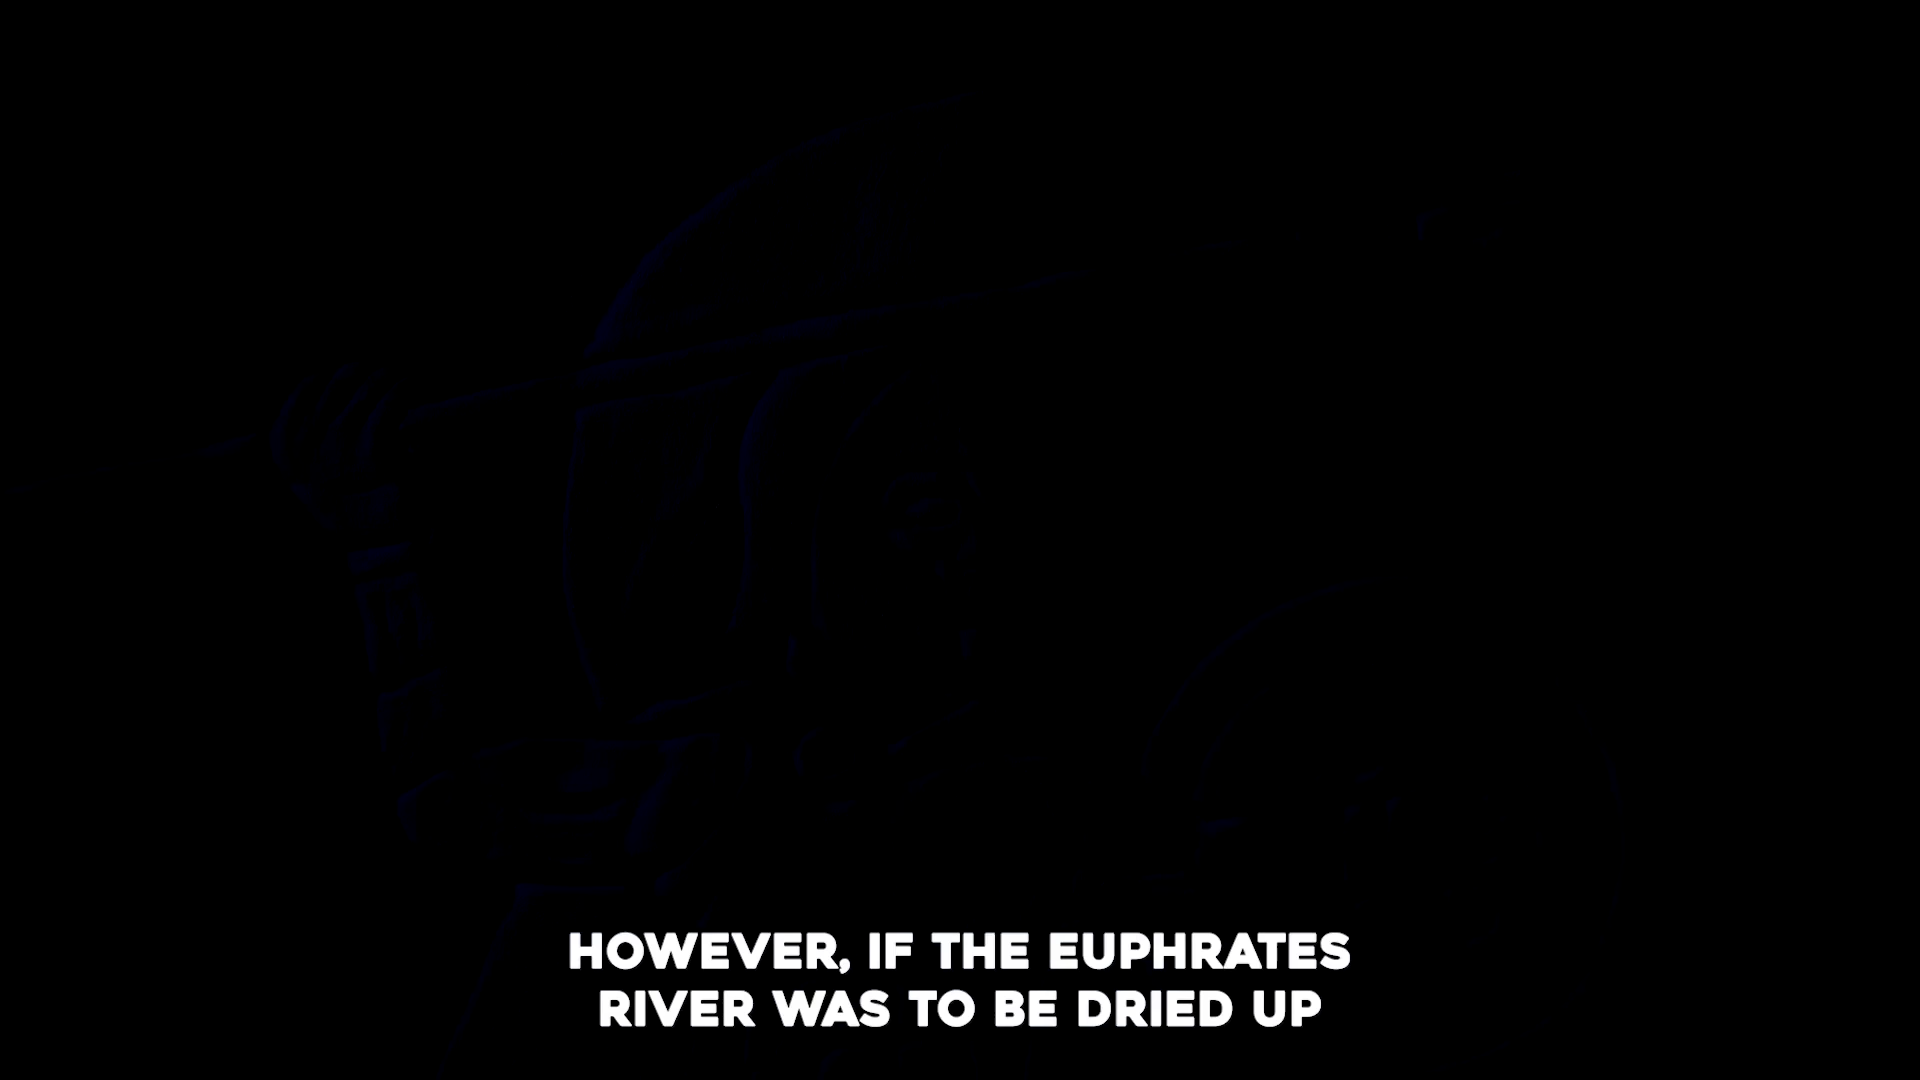 HOWEVER, IF THE EUPHRATES
RIVER WAS TO BE DRIED UP